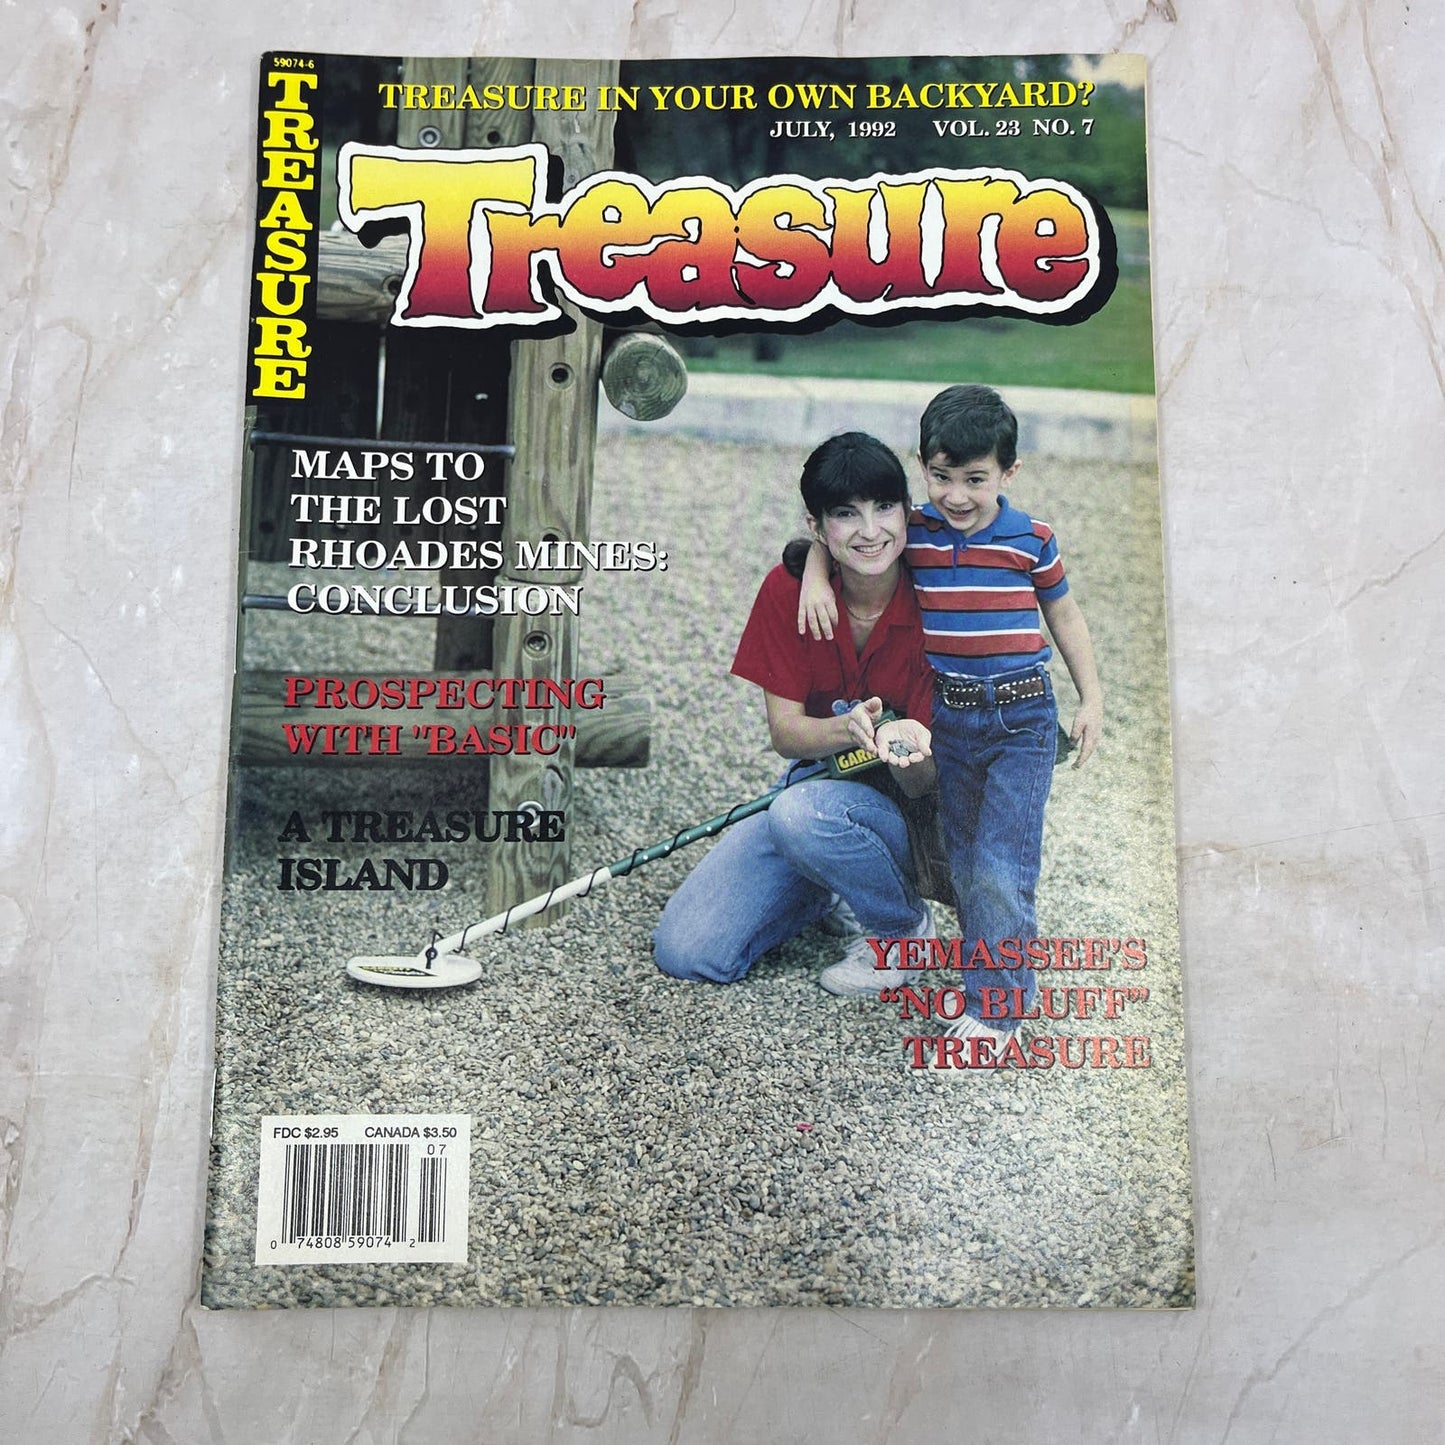 59074-6
TREASURE
TREASURE IN YOUR OWN BACKYARD?
JULY, 1992 VOL. 23 NO. 7
Treasure
MAPS TO
THE LOST
RHOADES MINES:
CONCLUSION
PROSPECTING
WITH "BASIC"
A TREASURE
ISLAND
GARR
YEMASSEE'S
“NO BLUFF”
TREASURE
FDC $2.95 CANADA $3.50
07
0 74808 59074 2